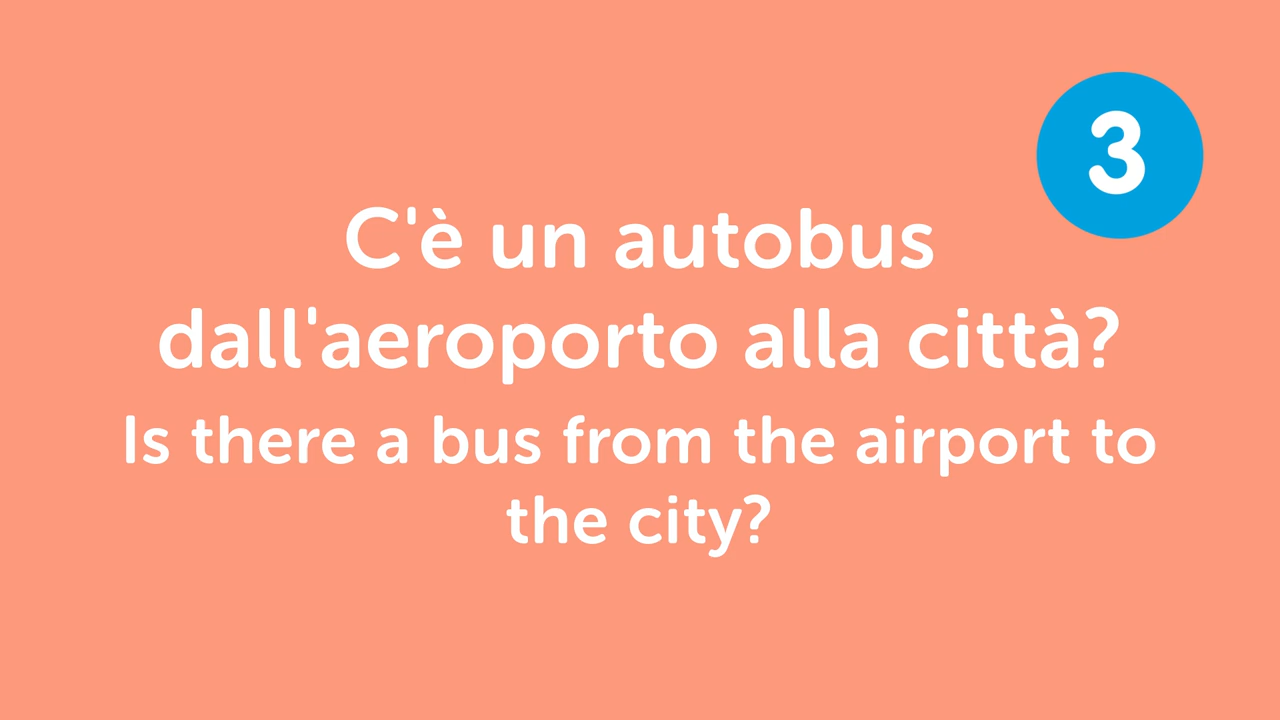 3
C'è un autobus
dall'aeroporto alla città?
Is there a bus from the airport to
the city?